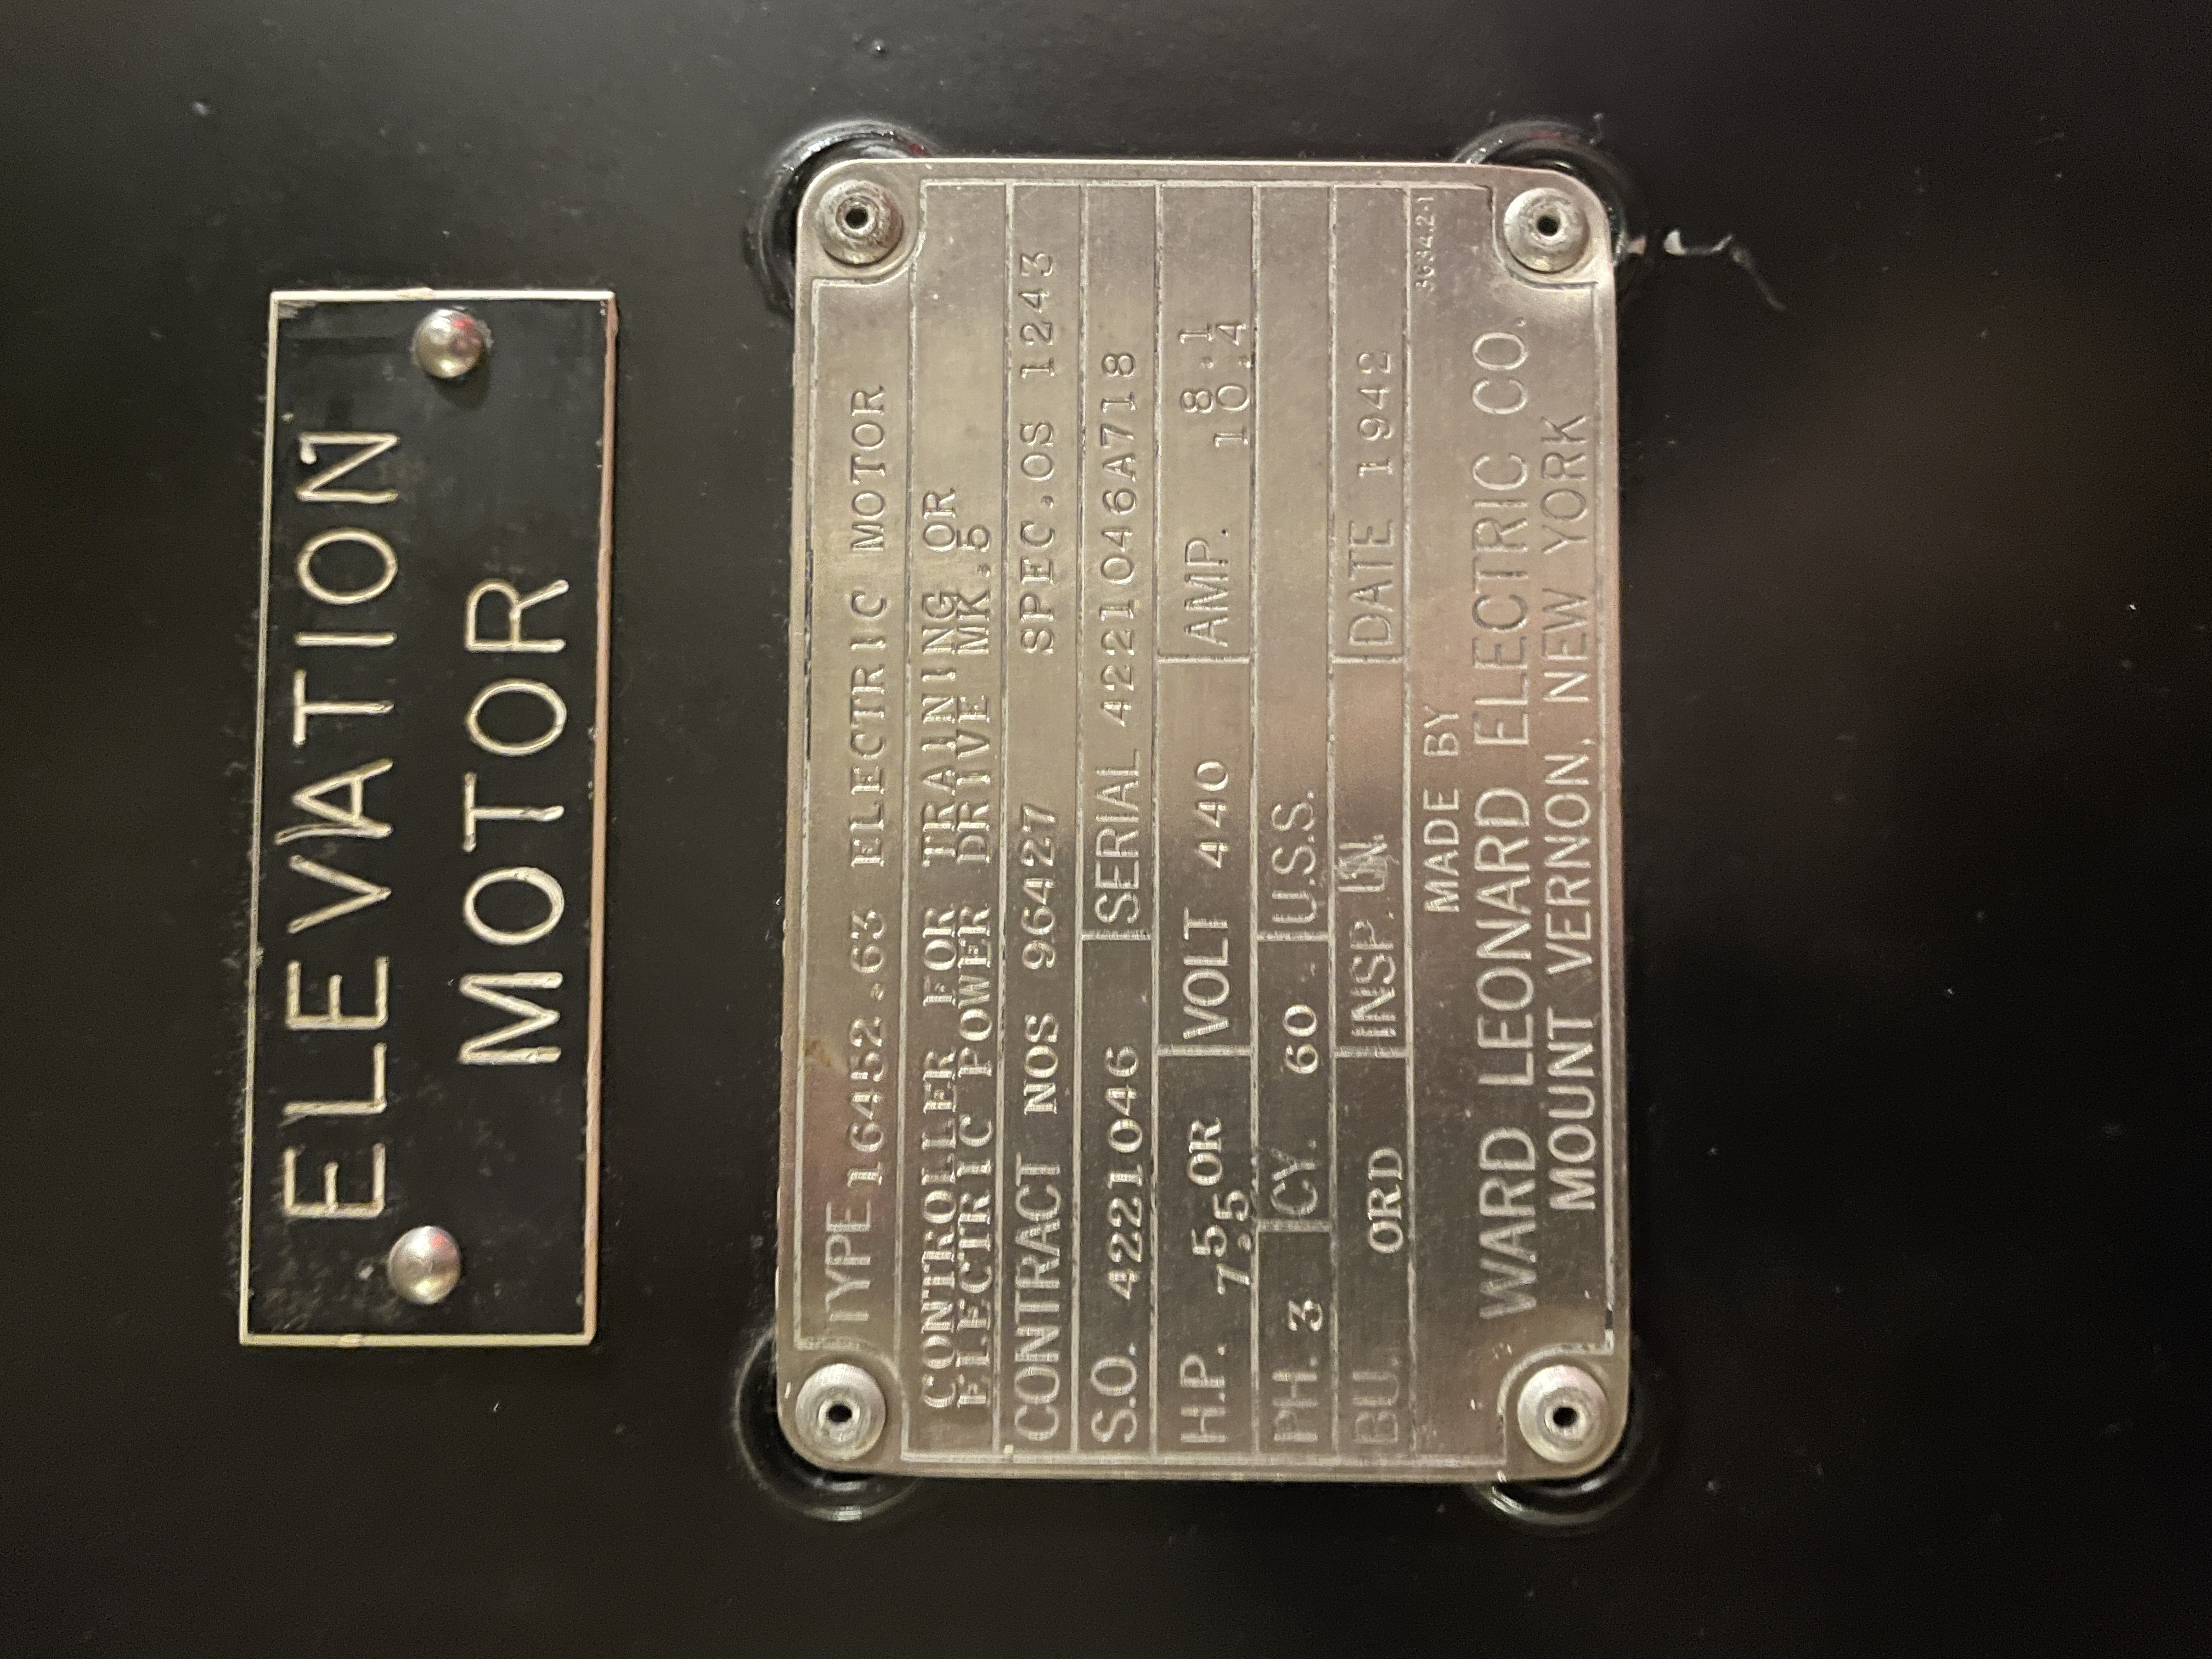 ELEVATION
MOTOR
TYPE 16452.63 ELECTRIC MOTOR
CONTROLLER FOR TRAINING OR
ELECTRIC POWER DRIVE MK.5
CONTRACT NOS 96427 SPEC.OS 1243
S.O. 4221046 SERIAL 4221046A718
H.P. 5 OR 7.5 VOLT 440 AMP. 8.1 10.4
PH. 3 CY. 60 U.S.S.
BU. ORD INSP. DATE 1942
MADE BY
WARD LEONARD ELECTRIC CO.
MOUNT VERNON, NEW YORK